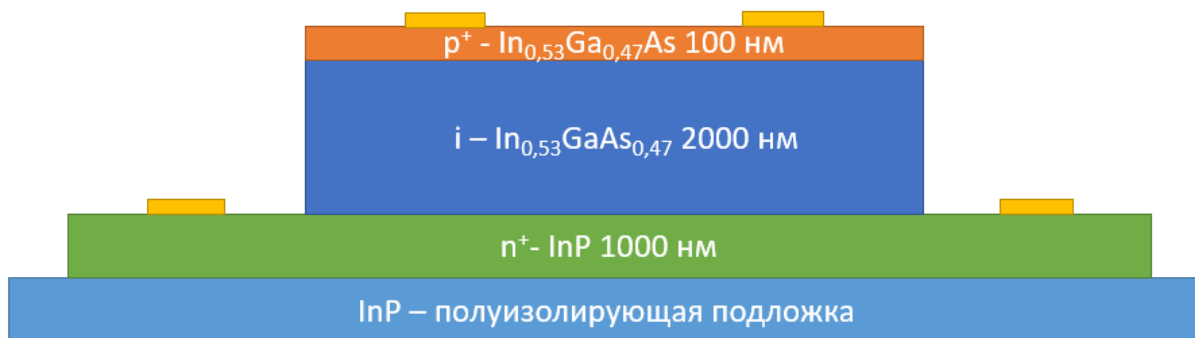 p⁺ - In₀,₅₃Ga₀,₄₇As 100 нм
i – In₀,₅₃GaAs₀,₄₇ 2000 нм
n⁺- InP 1000 нм
InP – полуизолирующая подложка